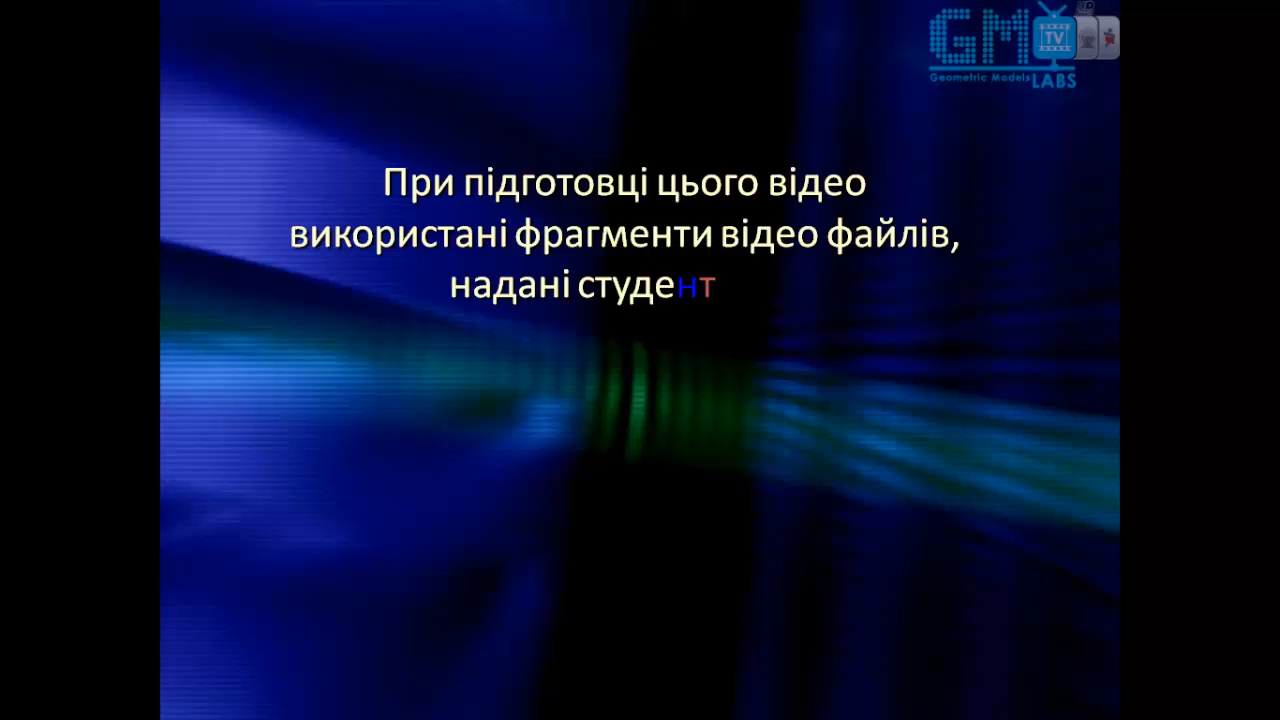 GM
TV
Geometric Models
LABS
При підготовці цього відео
використані фрагменти відео файлів,
надані студент